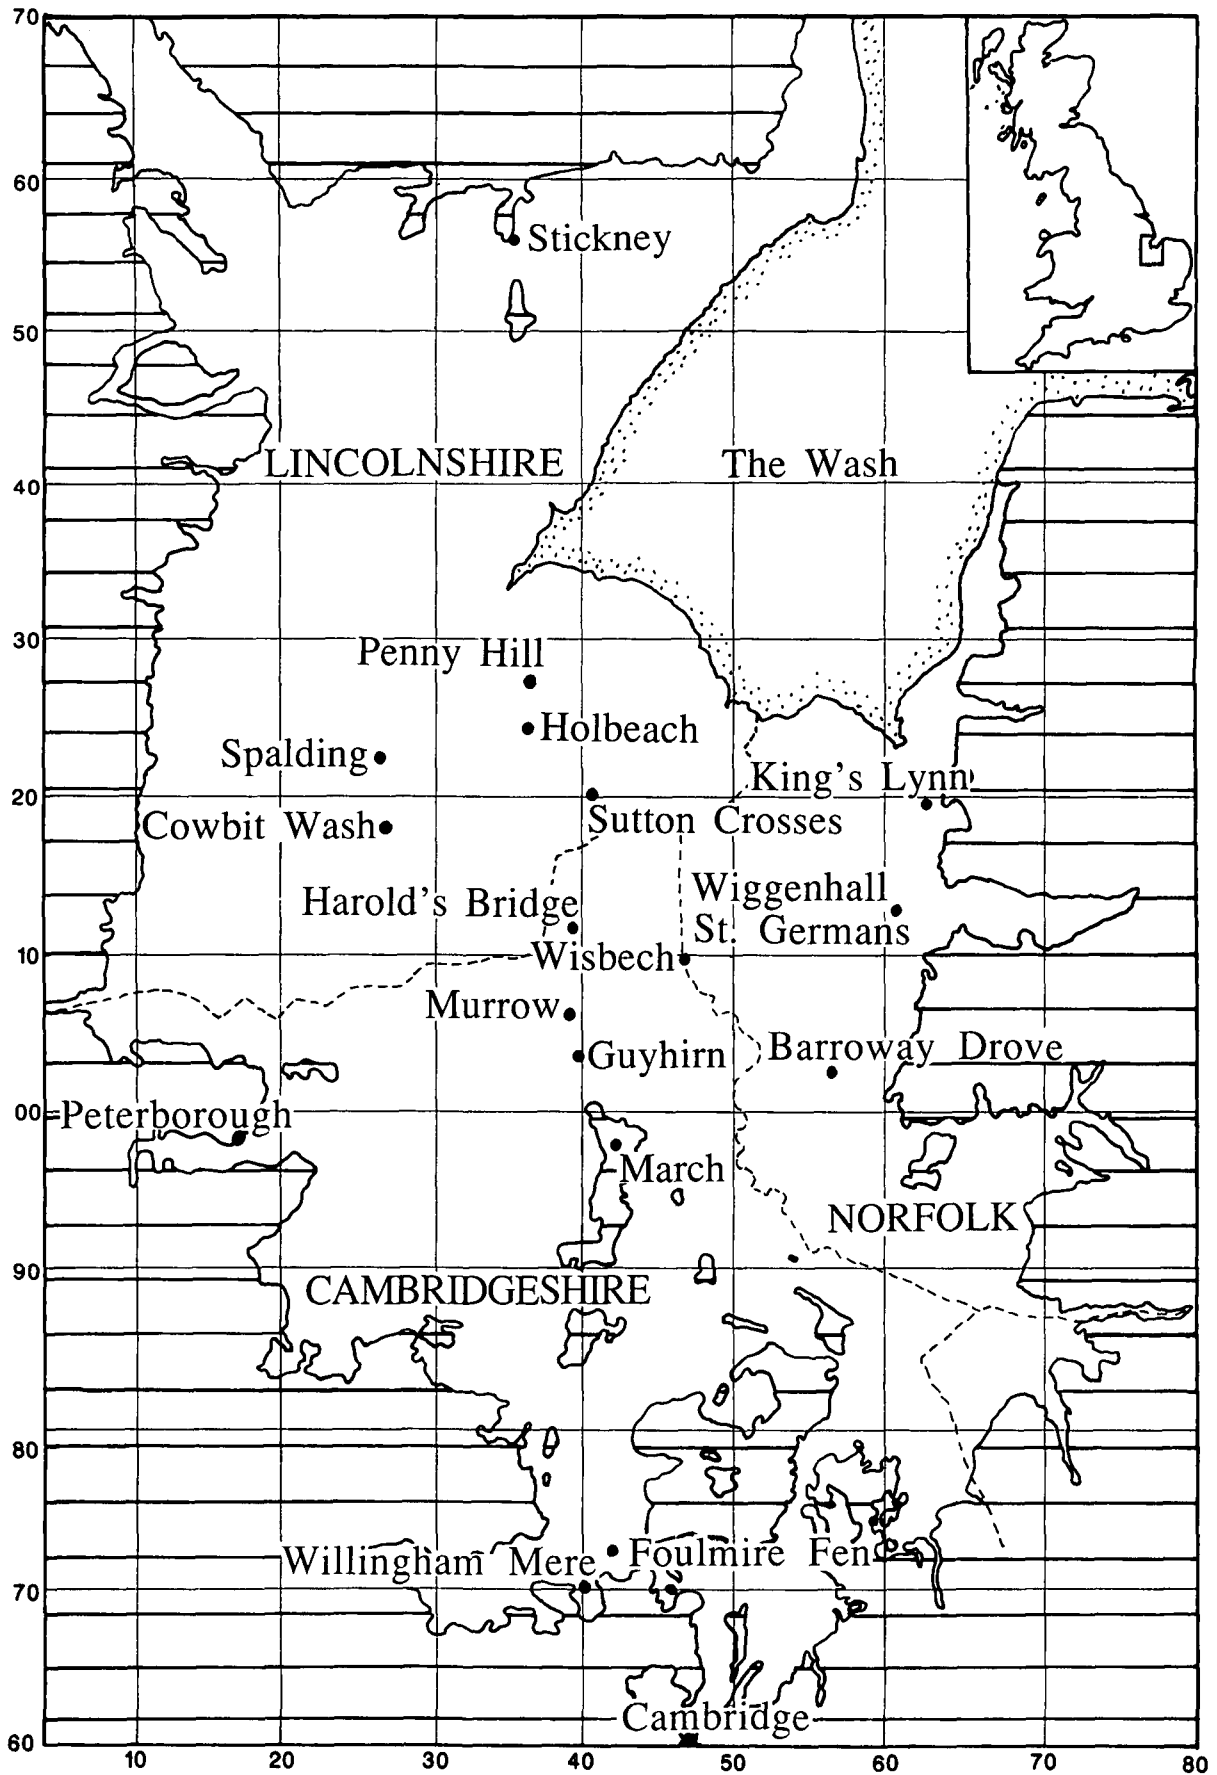 70
60
Stickney
50
LINCOLNSHIRE
The Wash
40
30
Penny Hill
Holbeach
Spalding
King's Lynn
20
Sutton Crosses
Cowbit Wash
Wiggenhall
St. Germans
Harold's Bridge
10
Wisbech
Murrow
Guyhirn
Barroway Drove
00
Peterborough
March
NORFOLK
90
CAMBRIDGESHIRE
80
Willingham Mere
Foulmire Fen
70
Cambridge
60
10 20 30 40 50 60 70 80